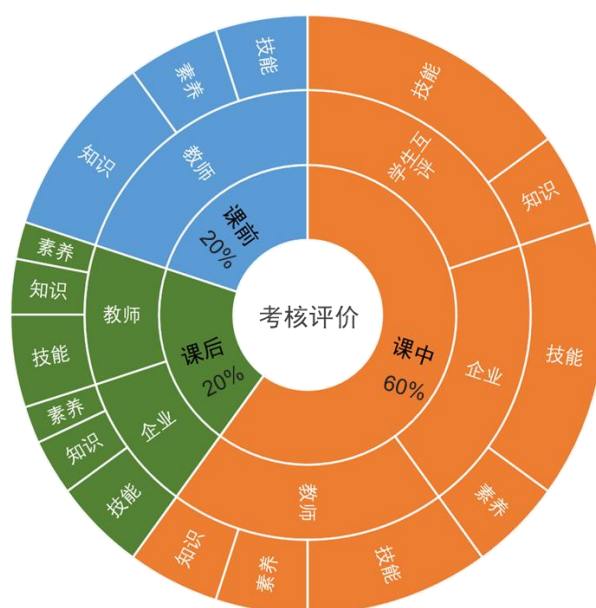 考核评价
课中
60%
学生互评
技能
知识
企业
技能
素养
教师
技能
素养
知识
课后
20%
企业
技能
知识
素养
教师
技能
知识
素养
课前
20%
教师
知识
素养
技能